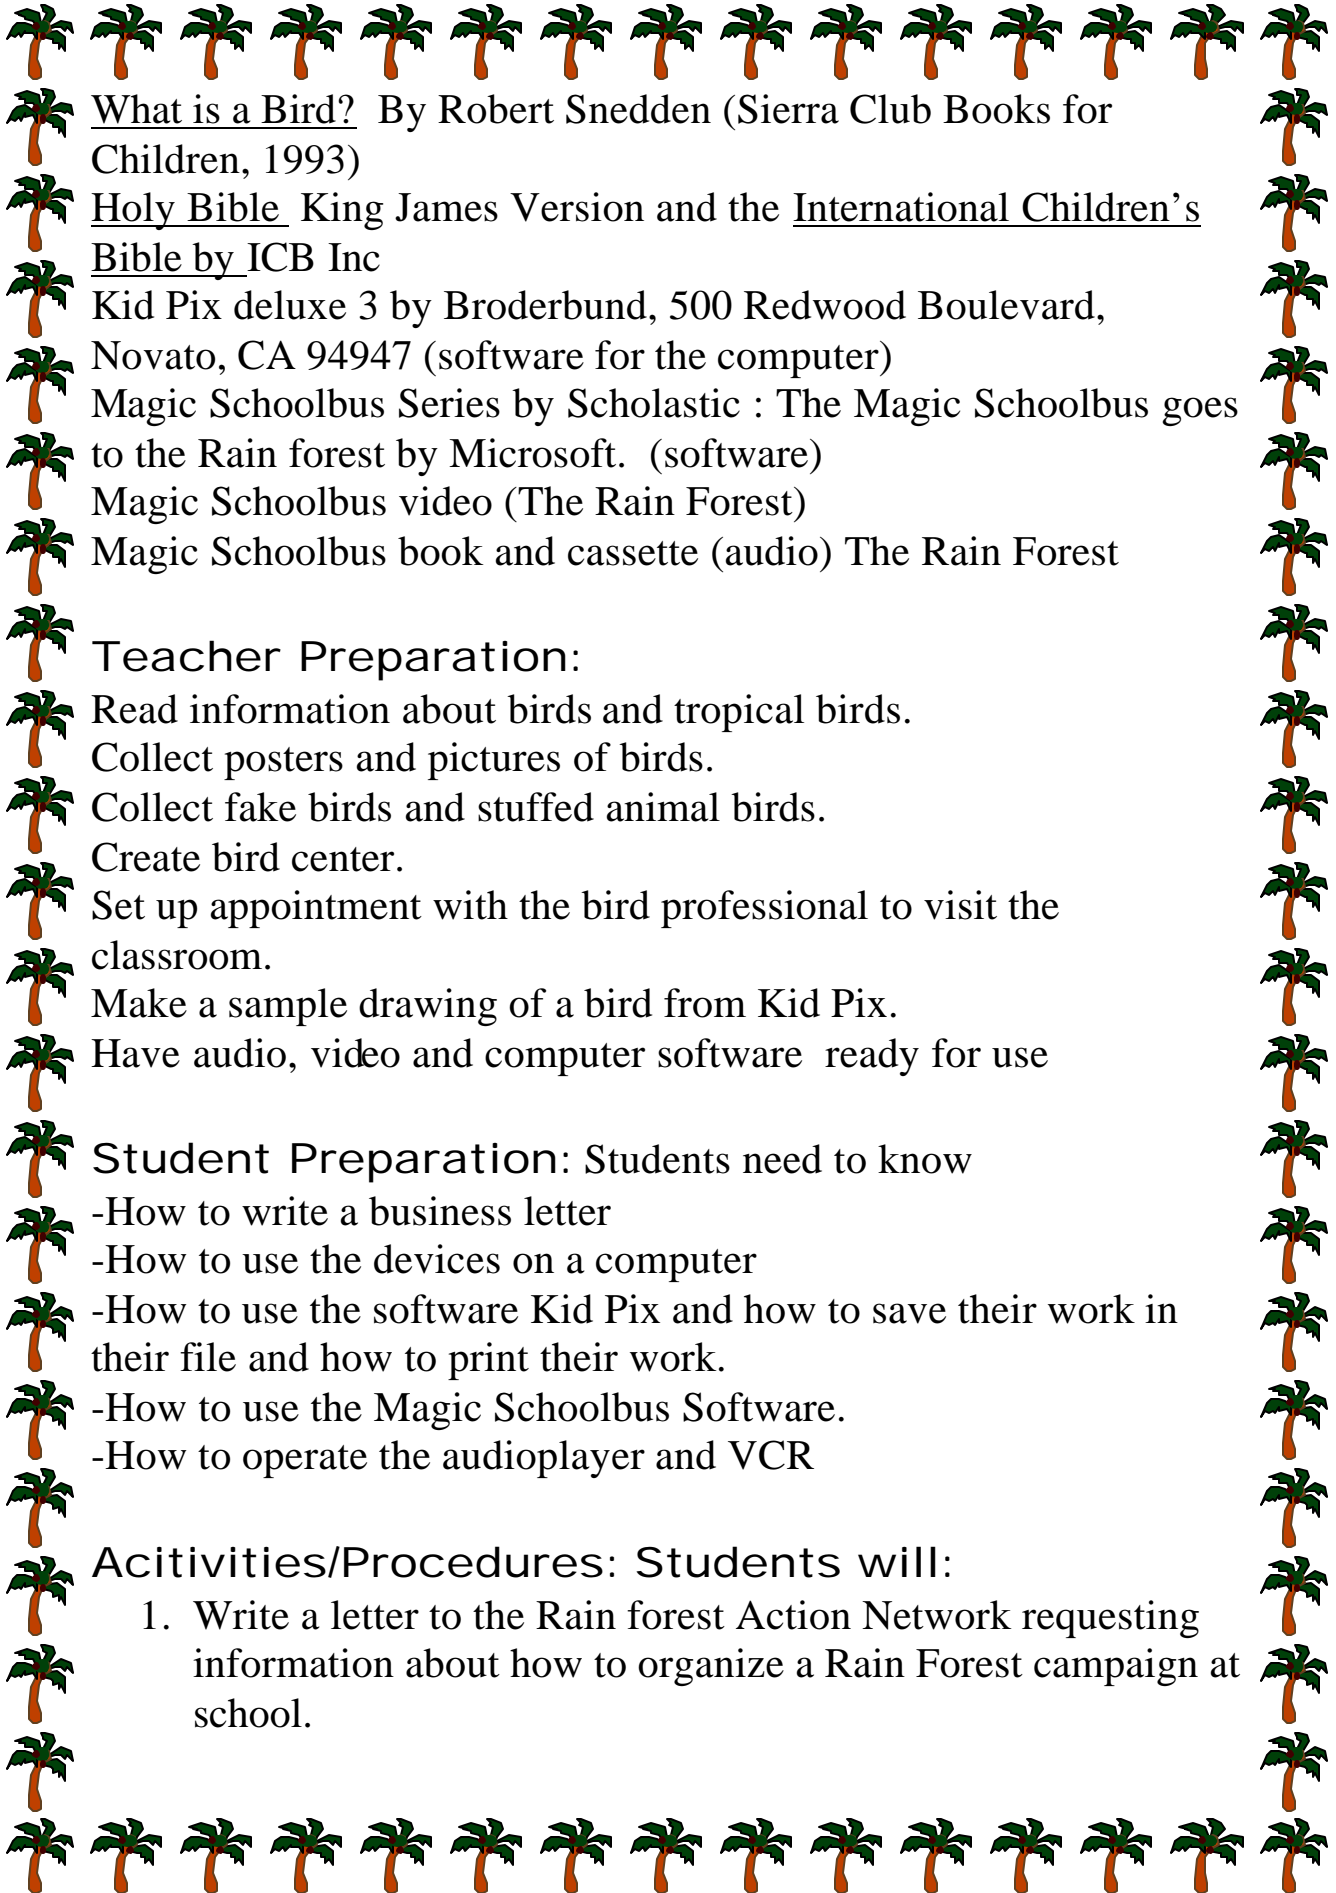 What is a Bird?  By Robert Snedden (Sierra Club Books for
Children, 1993)
Holy Bible  King James Version and the International Children’s
Bible by ICB Inc
Kid Pix deluxe 3 by Broderbund, 500 Redwood Boulevard,
Novato, CA 94947 (software for the computer)
Magic Schoolbus Series by Scholastic : The Magic Schoolbus goes
to the Rain forest by Microsoft.  (software)
Magic Schoolbus video (The Rain Forest)
Magic Schoolbus book and cassette (audio) The Rain Forest
Teacher Preparation:
Read information about birds and tropical birds.
Collect posters and pictures of birds.
Collect fake birds and stuffed animal birds.
Create bird center.
Set up appointment with the bird professional to visit the
classroom.
Make a sample drawing of a bird from Kid Pix.
Have audio, video and computer software  ready for use
Student Preparation: Students need to know
-How to write a business letter
-How to use the devices on a computer
-How to use the software Kid Pix and how to save their work in
their file and how to print their work.
-How to use the Magic Schoolbus Software.
-How to operate the audioplayer and VCR
Acitivities/Procedures: Students will:
1. Write a letter to the Rain forest Action Network requesting
information about how to organize a Rain Forest campaign at
school.